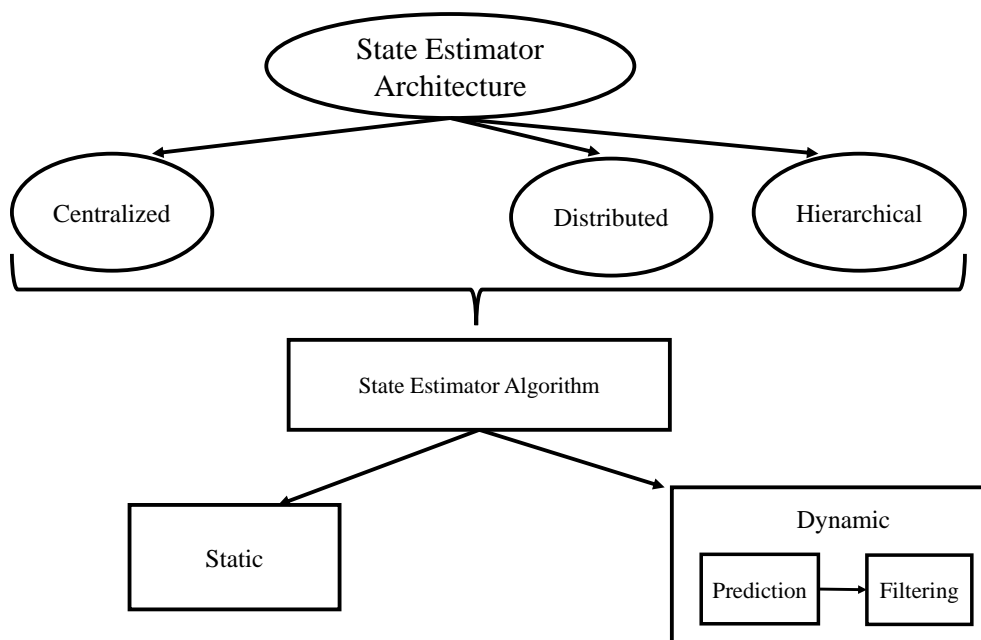 State Estimator
Architecture
Centralized
Distributed
Hierarchical
State Estimator Algorithm
Static
Dynamic
Prediction
Filtering